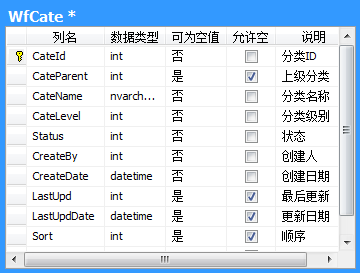 WfCate *
列名 数据类型 可为空值 允许空 说明
CateId int 否 分类ID
CateParent int 是 上级分类
CateName nvarch... 否 分类名称
CateLevel int 否 分类级别
Status int 否 状态
CreateBy int 否 创建人
CreateDate datetime 否 创建日期
LastUpd int 是 最后更新
LastUpdDate datetime 是 更新日期
Sort int 是 顺序